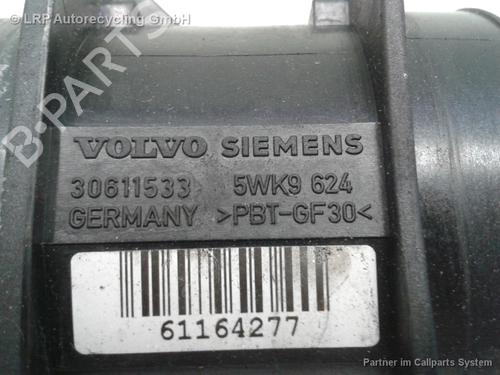 © LRP Autorecycling GmbH
B-PARTS
VOLVO SIEMENS
30611533 5WK9 624
GERMANY >PBT-GF30<
61164277
Partner im Callparts System